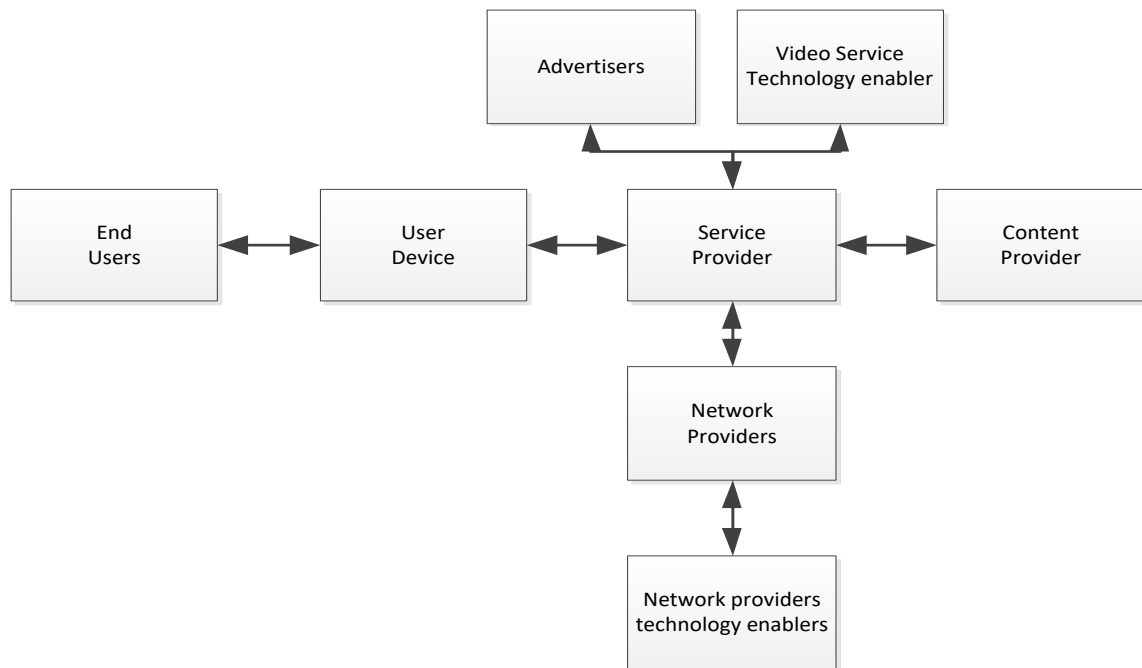 Advertisers
Video Service
Technology enabler
End
Users
User
Device
Service
Provider
Content
Provider
Network
Providers
Network providers
technology enablers